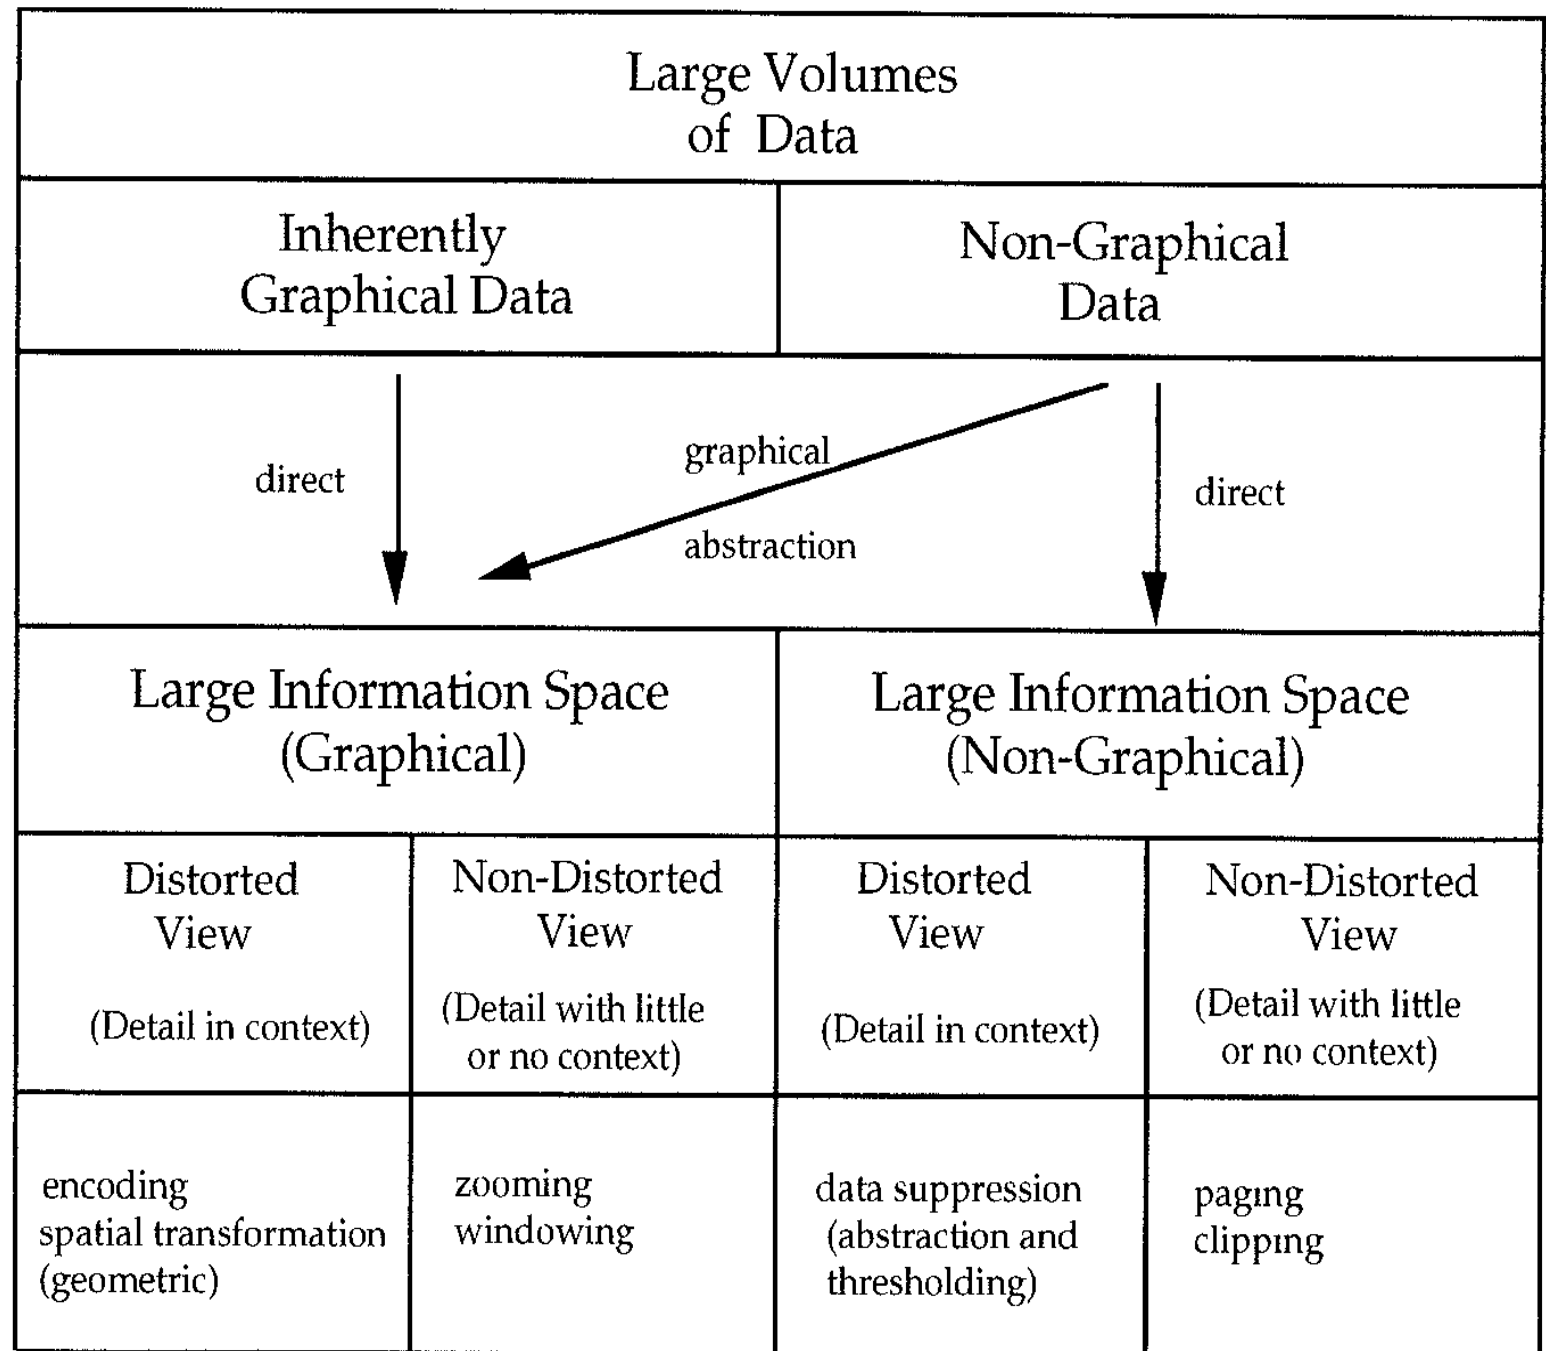 Large Volumes
of Data
Inherently
Graphical Data
Non-Graphical
Data
direct
graphical
abstraction
direct
Large Information Space
(Graphical)
Large Information Space
(Non-Graphical)
Distorted
View
(Detail in context)
Non-Distorted
View
(Detail with little
or no context)
Distorted
View
(Detail in context)
Non-Distorted
View
(Detail with little
or no context)
encoding
spatial transformation
(geometric)
zooming
windowing
data suppression
(abstraction and
thresholding)
paging
clipping